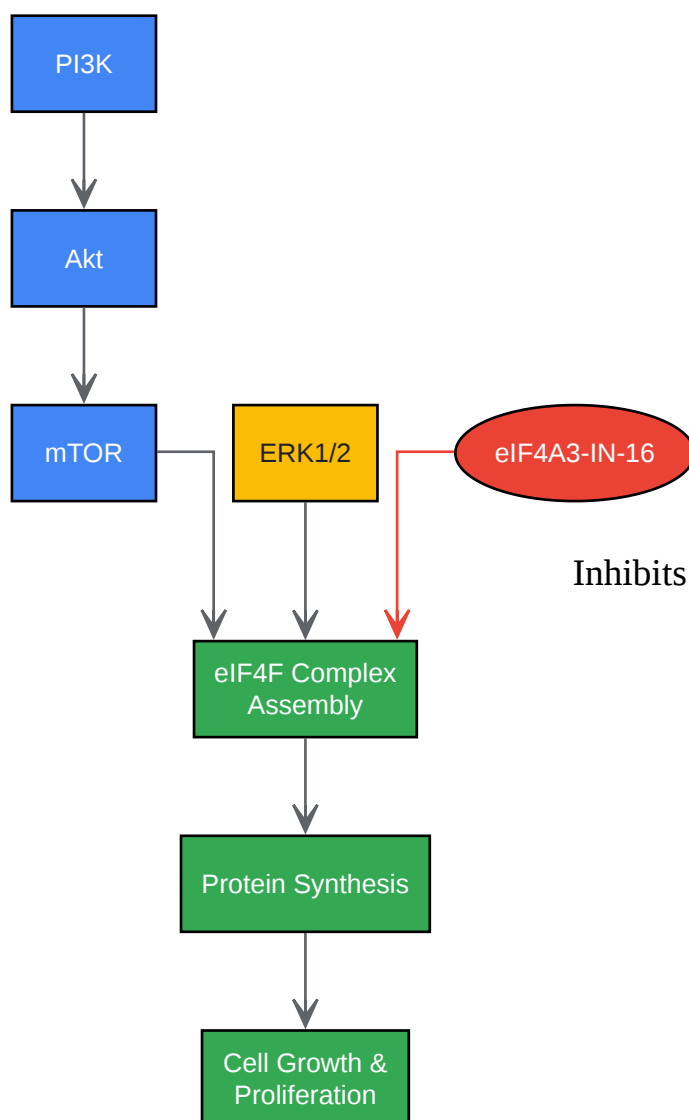 PI3K
Akt
mTOR
ERK1/2
eIF4A3-IN-16
Inhibits
eIF4F Complex
Assembly
Protein Synthesis
Cell Growth &
Proliferation